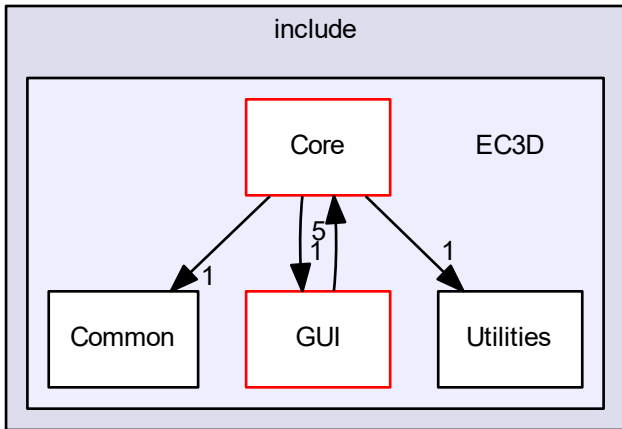 include
Core
EC3D
5
1
1
1
Common
GUI
Utilities